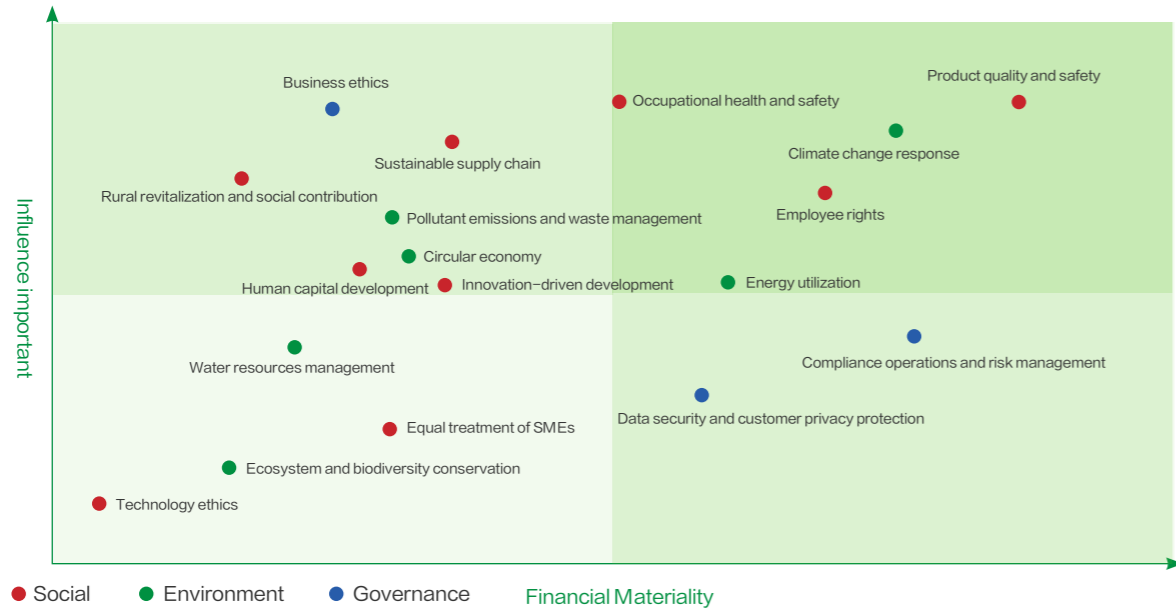 Product quality and safety
Business ethics
Occupational health and safety
Climate change response
Sustainable supply chain
Rural revitalization and social contribution
Employee rights
Pollutant emissions and waste management
Circular economy
Human capital development
Innovation-driven development
Energy utilization
Influence important
Water resources management
Compliance operations and risk management
Data security and customer privacy protection
Equal treatment of SMEs
Ecosystem and biodiversity conservation
Technology ethics
Social
Environment
Governance
Financial Materiality